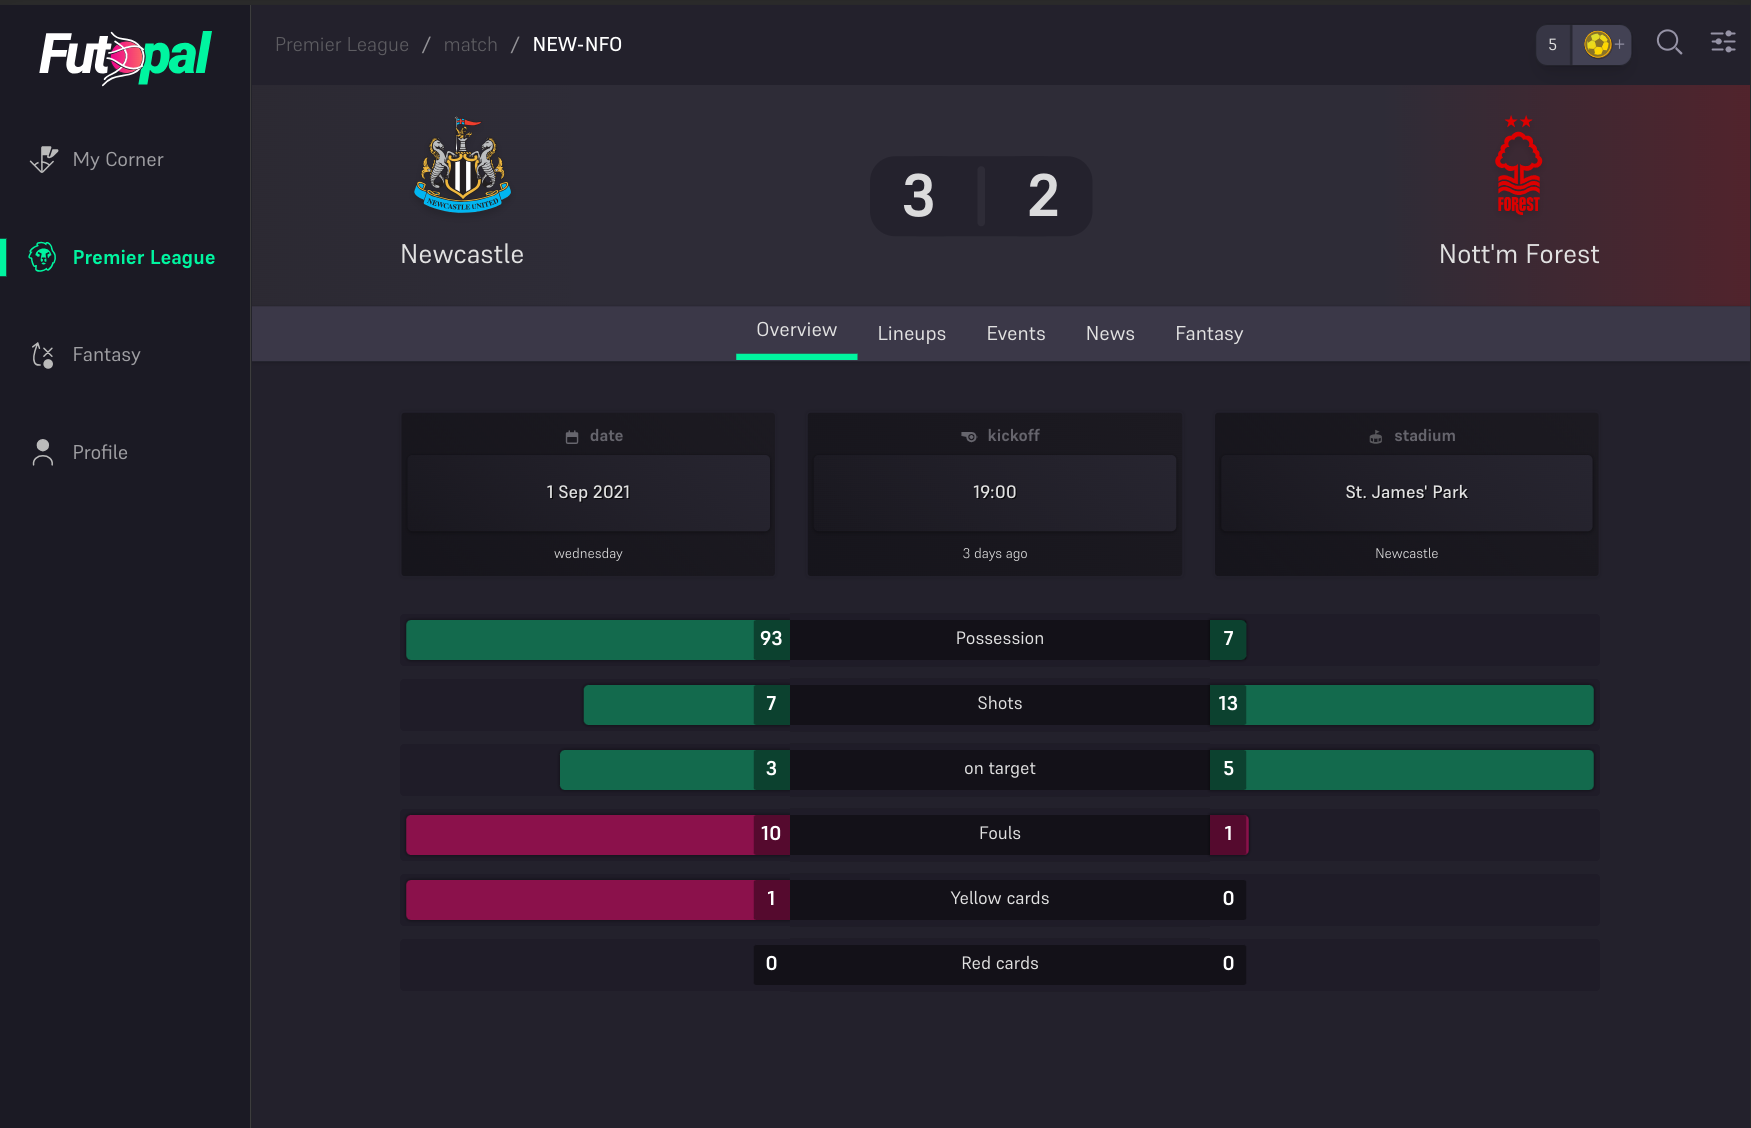 Futopal
Premier League / match / NEW-NFO
5 +
My Corner
Premier League
Fantasy
Profile
NEWCASTLE UNITED
Newcastle
3 2
FOREST
Nott'm Forest
Overview Lineups Events News Fantasy
date
1 Sep 2021
wednesday
kickoff
19:00
3 days ago
stadium
St. James' Park
Newcastle
93 Possession 7
7 Shots 13
3 on target 5
10 Fouls 1
1 Yellow cards 0
0 Red cards 0